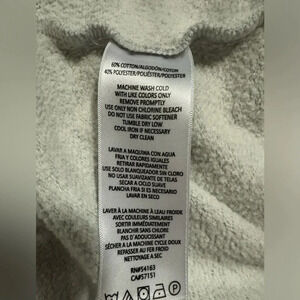 60% COTTON/ALGODÓN/COTON
40% POLYESTER/POLIÉSTER/POLYESTER
MACHINE WASH COLD
WITH LIKE COLORS ONLY
REMOVE PROMPTLY
USE ONLY NON CHLORINE BLEACH
DO NOT USE FABRIC SOFTENER
TUMBLE DRY LOW
COOL IRON IF NECESSARY
DRY CLEAN
LAVAR A MAQUINA CON AGUA
FRIA Y COLORES IGUALES
RETIRAR RAPIDAMENTE
USE SOLO BLANQUEADOR SIN CLORO
NO USAR SUAVIZANTE DE TELAS
SECAR A CICLO SUAVE
PLANCHA FRIA SI ES NECESARIO
LAVAR EN SECO
LAVER À LA MACHINE À L'EAU FROIDE
AVEC COULEURS SIMILAIRES
SORTIR IMMÉDIATEMENT
BLANCHIR SANS CHLORE
PAS D'ADOUCISSANT
SÉCHER A LA MACHINE CYCLE DOUX
REPASSER AU FER FROID
NETTOYAGE A SEC
RN#54163
CA#57151